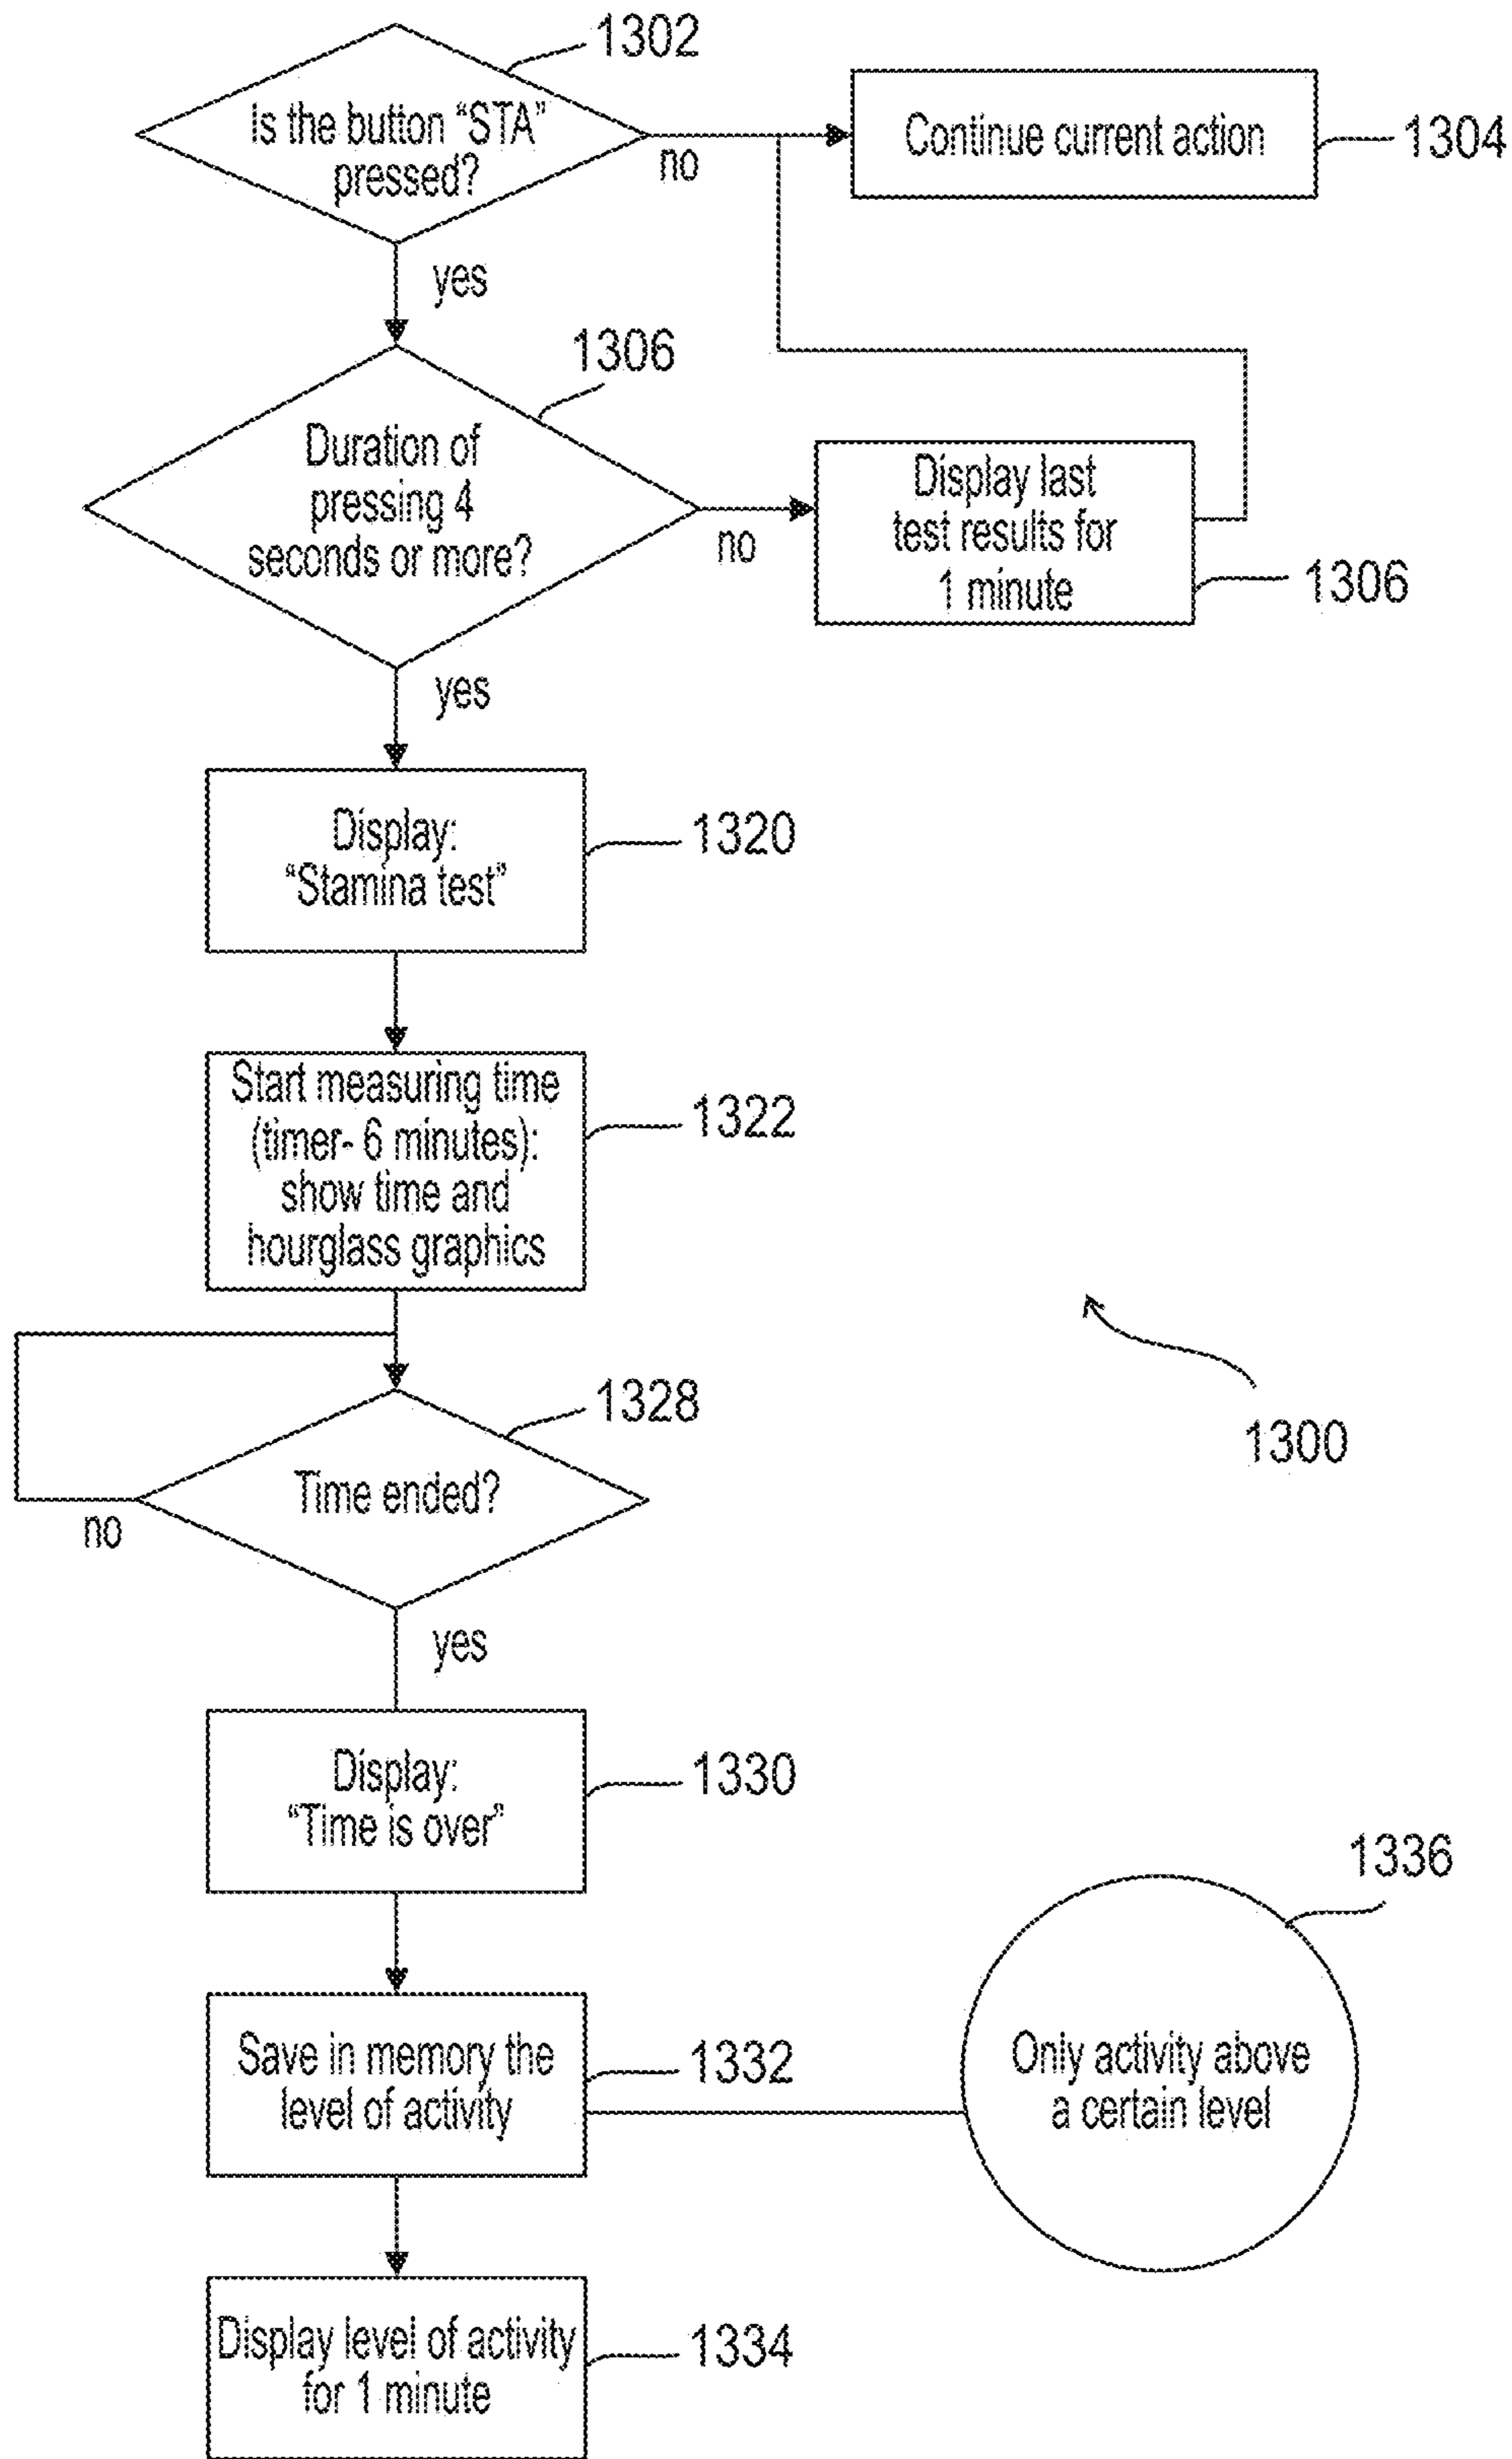 1302
Is the button “STA”
pressed?
no
Continue current action
1304
yes
1306
Duration of
pressing 4
seconds or more?
no
Display last
test results for
1 minute
1306
yes
Display:
“Stamina test”
1320
Start measuring time
(timer- 6 minutes):
show time and
hourglass graphics
1322
1300
1328
Time ended?
no
yes
Display:
“Time is over”
1330
1336
Save in memory the
level of activity
1332
Only activity above
a certain level
Display level of activity
for 1 minute
1334